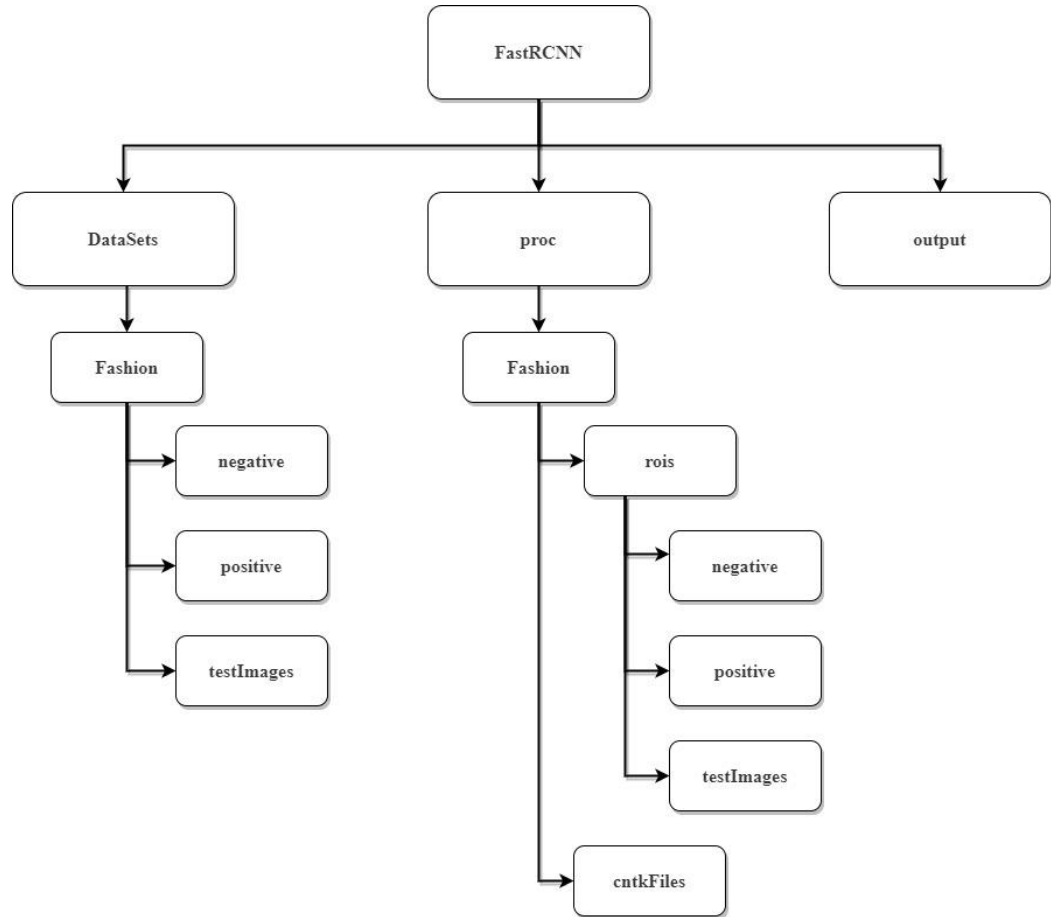 FastRCNN
DataSets
proc
output
Fashion
Fashion
negative
rois
positive
negative
testImages
positive
testImages
cntkFiles